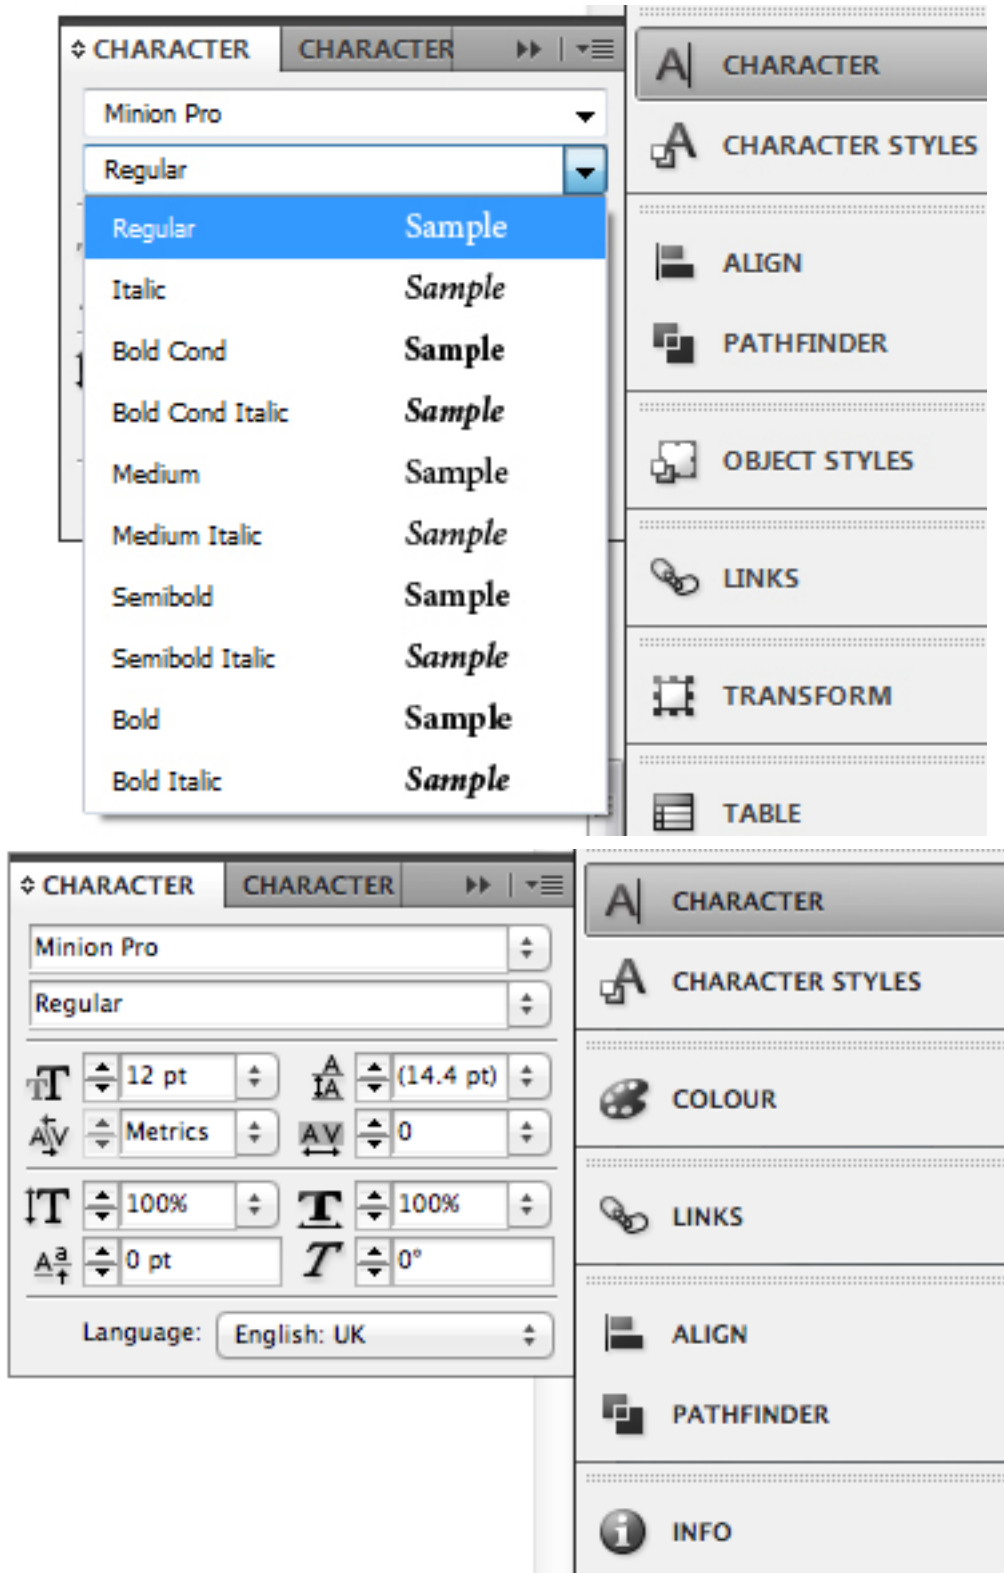 CHARACTER
CHARACTER
Minion Pro
Regular
Regular Sample
Italic Sample
Bold Cond Sample
Bold Cond Italic Sample
Medium Sample
Medium Italic Sample
Semibold Sample
Semibold Italic Sample
Bold Sample
Bold Italic Sample
CHARACTER
CHARACTER STYLES
ALIGN
PATHFINDER
OBJECT STYLES
LINKS
TRANSFORM
TABLE
CHARACTER
CHARACTER
Minion Pro
Regular
12 pt (14.4 pt)
Metrics 0
100% 100%
0 pt 0°
Language: English: UK
CHARACTER
CHARACTER STYLES
COLOUR
LINKS
ALIGN
PATHFINDER
INFO